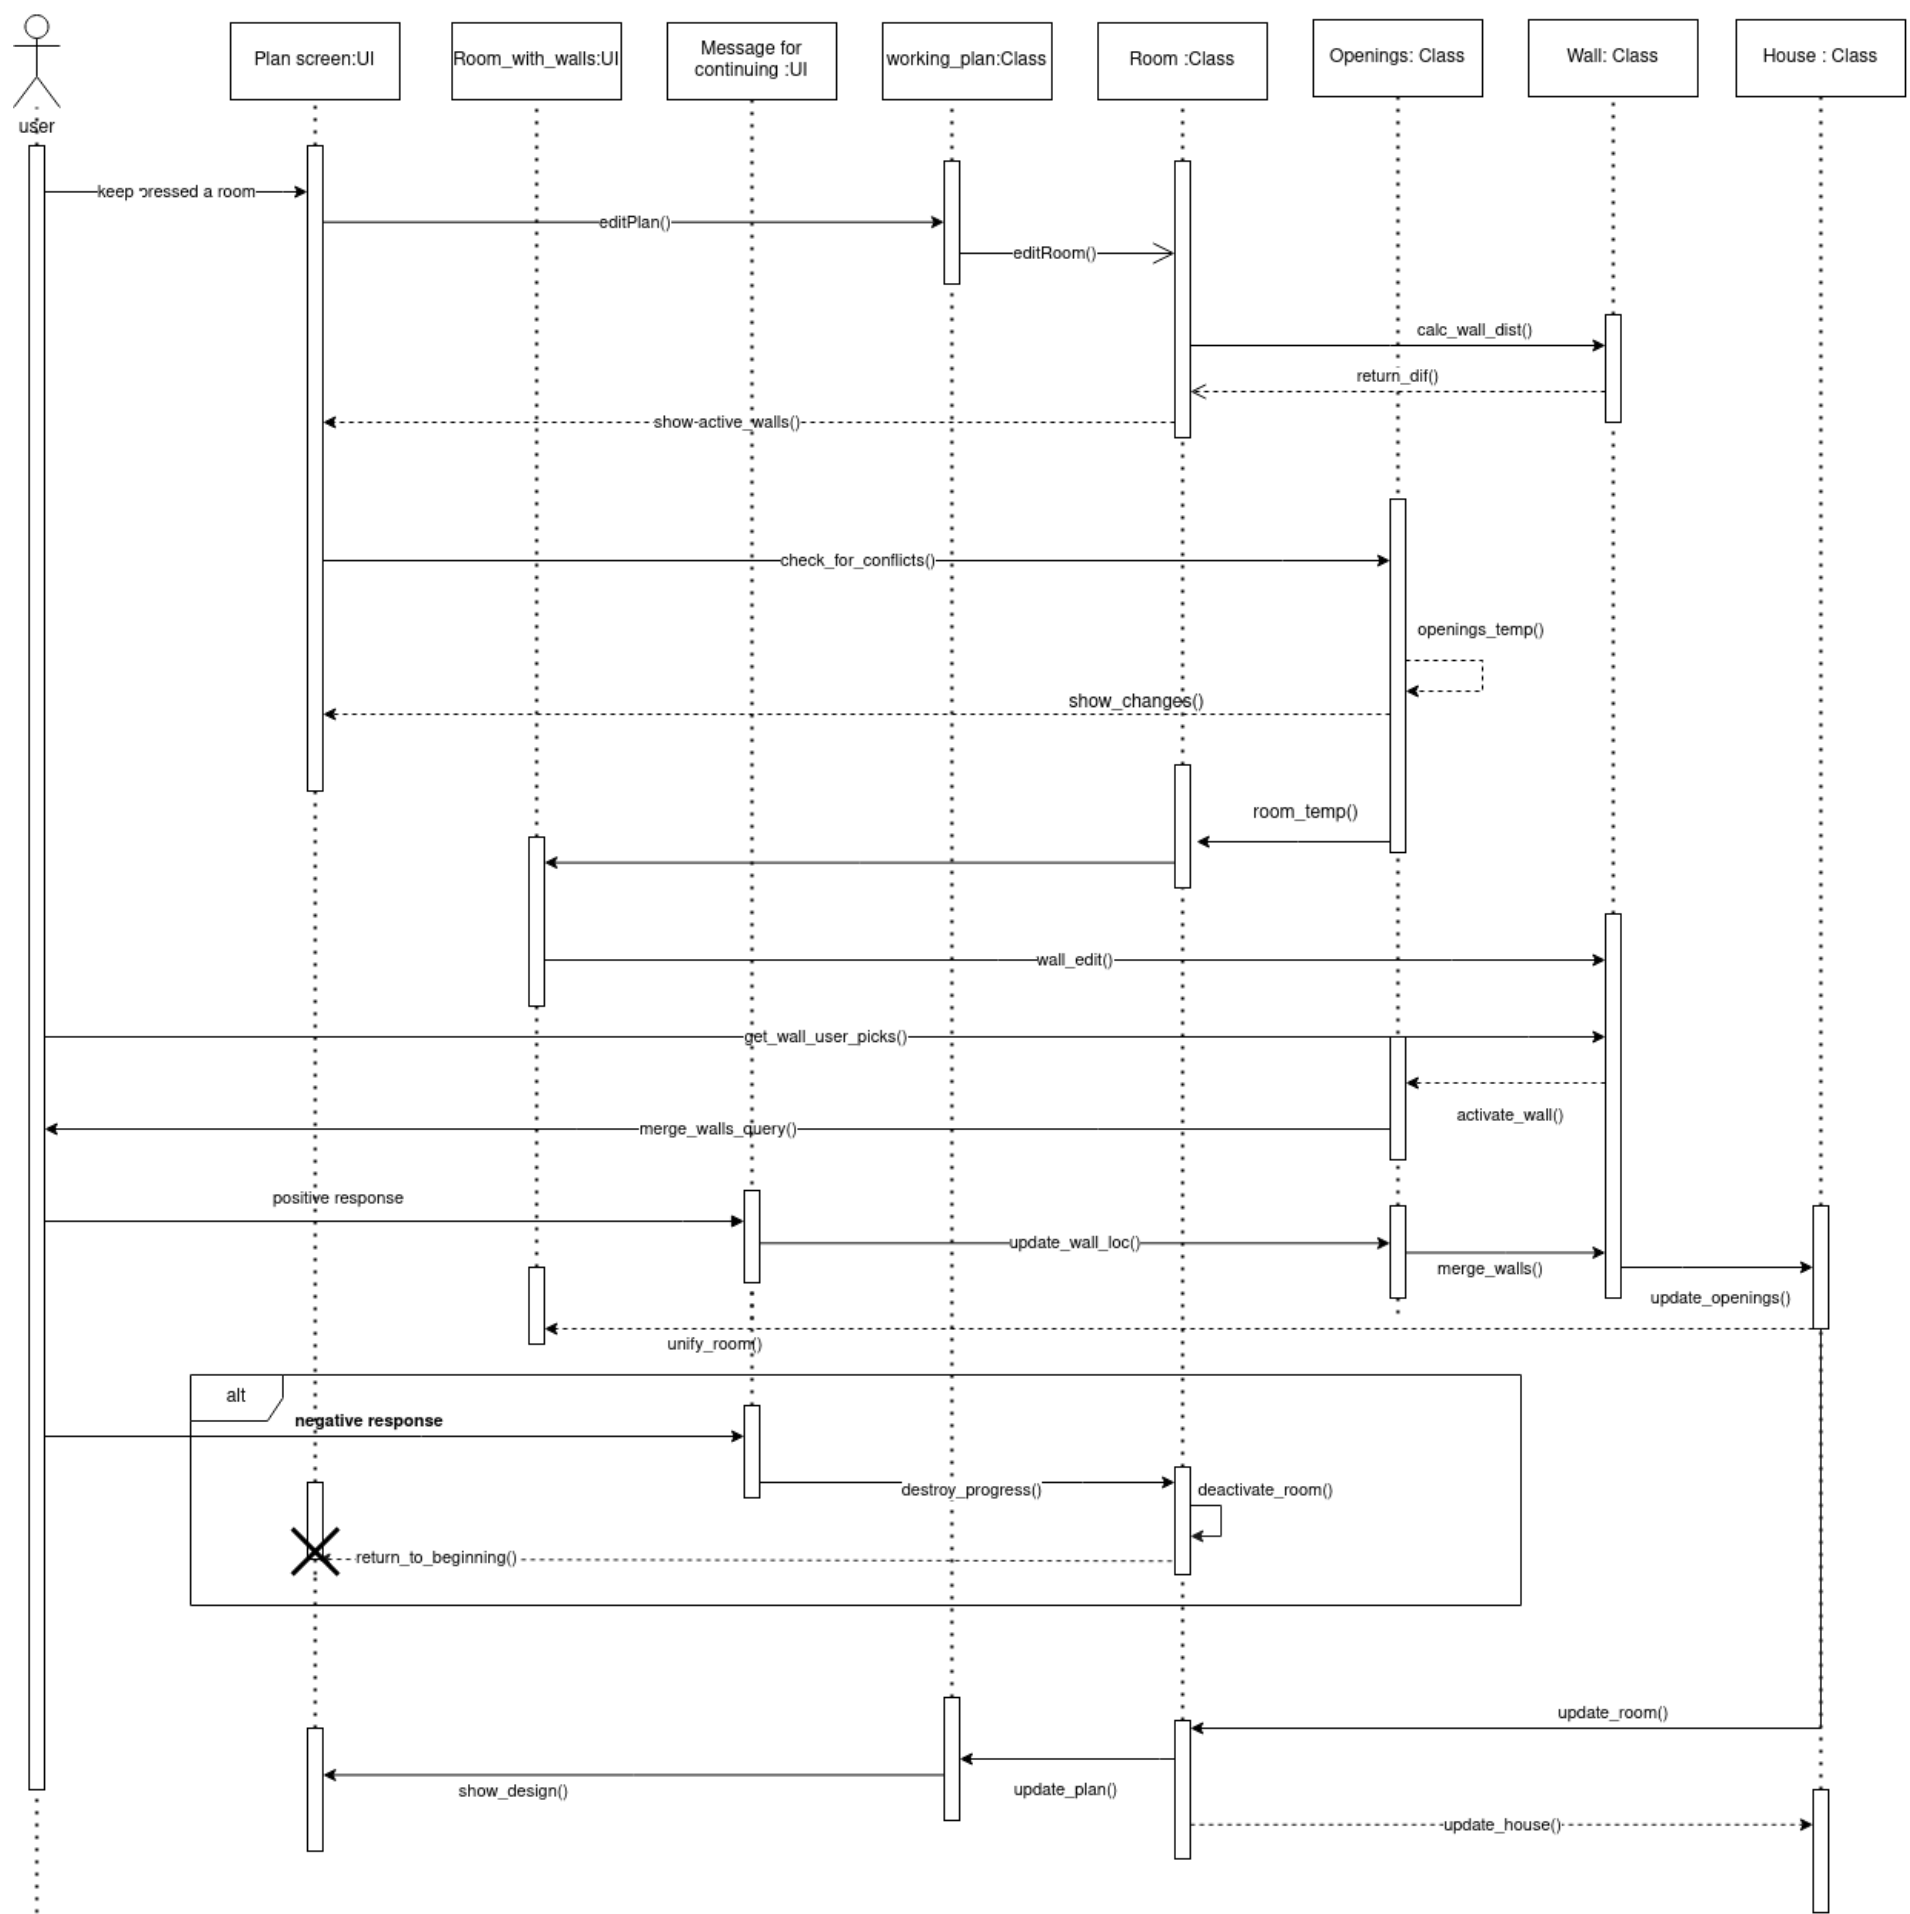 Plan screen:UI
Room_with_walls:UI
Message for
continuing :UI
working_plan:Class
Room :Class
Openings: Class
Wall: Class
House : Class
user
keep pressed a room
editPlan()
editRoom()
calc_wall_dist()
return_dif()
show-active_walls()
check_for_conflicts()
openings_temp()
show_changes()
room_temp()
wall_edit()
get_wall_user_picks()
activate_wall()
merge_walls_query()
positive response
update_wall_loc()
merge_walls()
update_openings()
unify_room()
alt
negative response
destroy_progress()
deactivate_room()
return_to_beginning()
update_room()
update_plan()
show_design()
update_house()